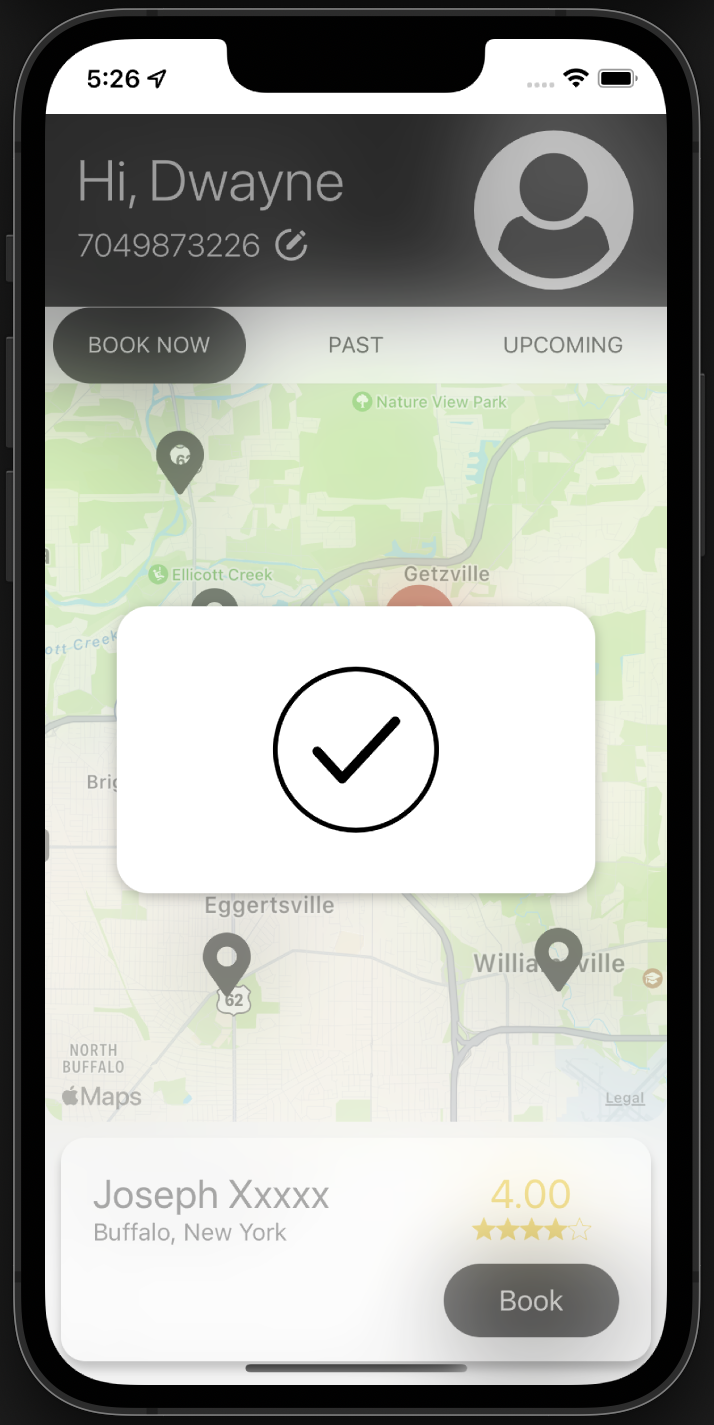 5:26
Hi, Dwayne
7049873226
BOOK NOW
PAST
UPCOMING
Nature View Park
Ellicott Creek
Getzville
ott Creek
Brig
Eggertsville
62
NORTH
BUFFALO
Maps
Legal
Joseph Xxxxx
4.00
Buffalo, New York
Book